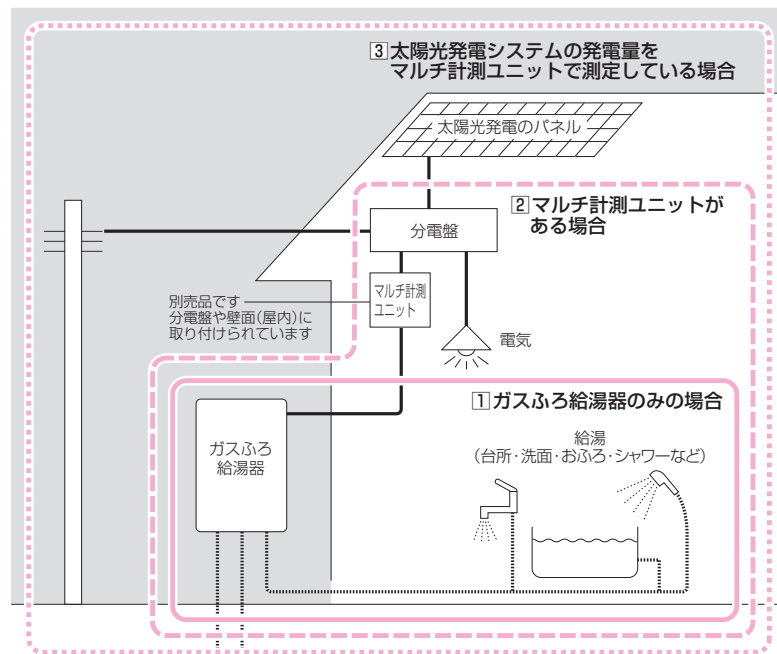 3 太陽光発電システムの発電量を
マルチ計測ユニットで測定している場合
太陽光発電のパネル
2 マルチ計測ユニットが
ある場合
分電盤
マルチ計測
ユニット
別売品です
分電盤や壁面(屋内)に
取り付けられています
電気
1 ガスふろ給湯器のみの場合
ガスふろ
給湯器
給湯
(台所・洗面・おふろ・シャワーなど)